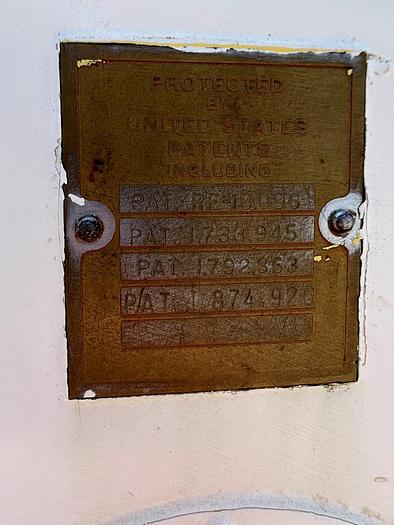 PROTECTED
BY
UNITED STATES
PATENTS
INCLUDING
PAT. RE-18096
PAT. 1.733.945
PAT. 1.792.363
PAT. 1.874.920